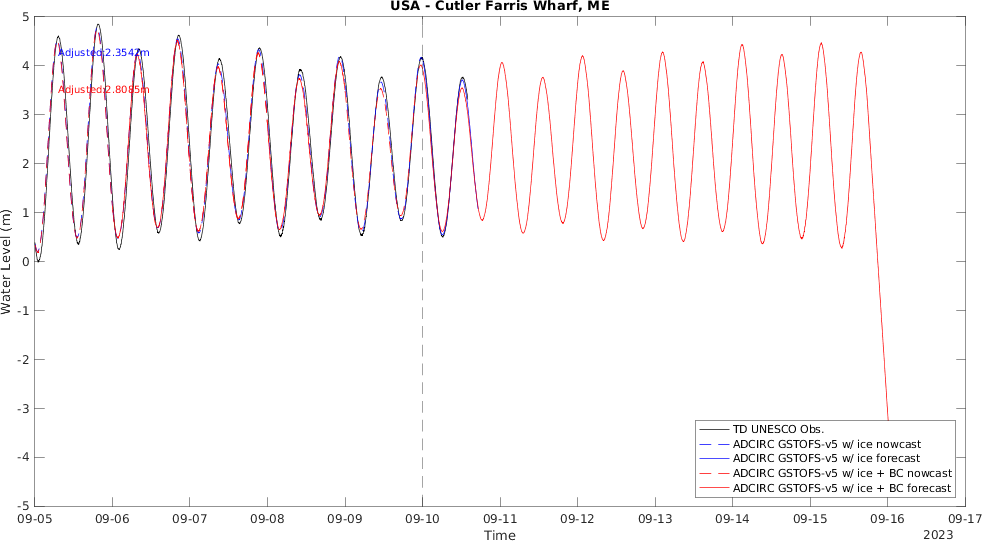 USA - Cutler Farris Wharf, ME
5
4
3
2
1
0
-1
-2
-3
-4
-5
Water Level (m)
Adjusted:2.3542m
Adjusted:2.8085m
TD UNESCO Obs.
ADCIRC GSTOFS-v5 w/ ice nowcast
ADCIRC GSTOFS-v5 w/ ice forecast
ADCIRC GSTOFS-v5 w/ ice + BC nowcast
ADCIRC GSTOFS-v5 w/ ice + BC forecast
09-05 09-06 09-07 09-08 09-09 09-10 09-11 09-12 09-13 09-14 09-15 09-16 09-17
Time
2023